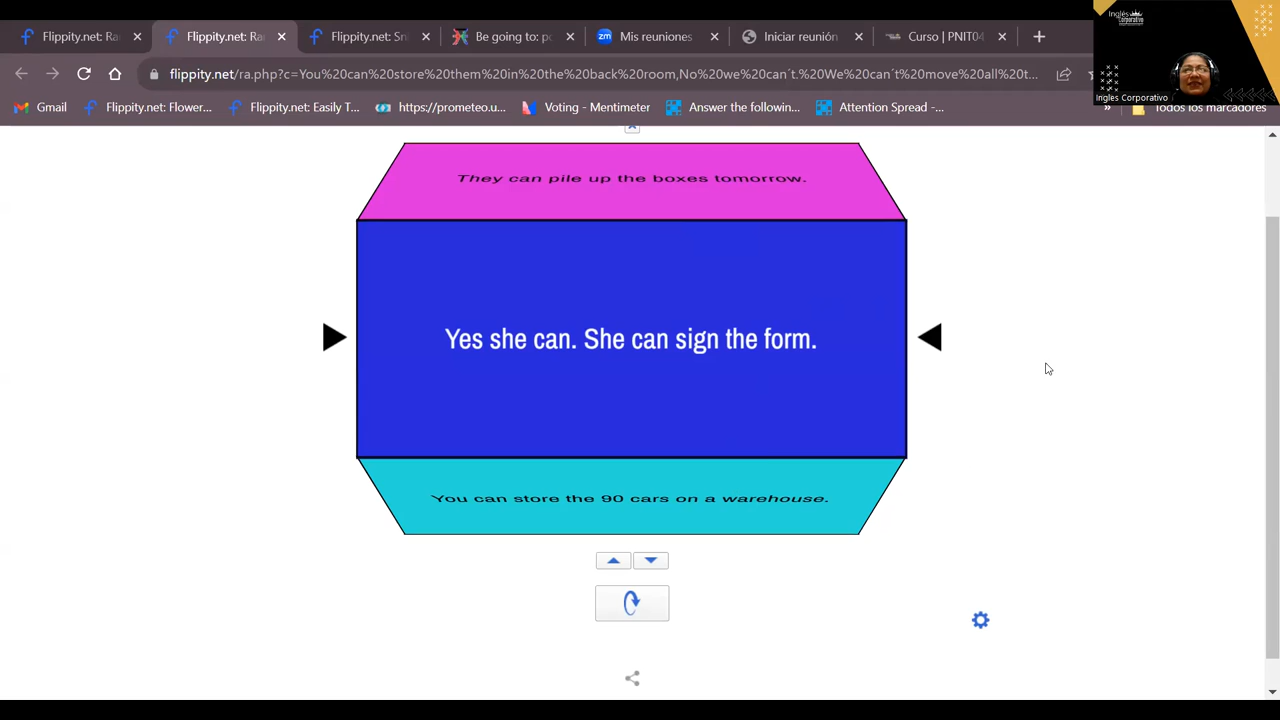 Flippity.net: Ra
Flippity.net: Ra
Flippity.net: Sn
Be going to: p
zm
Mis reuniones
Iniciar reunión
Curso | PNIT04
flippity.net/ra.php?c=You%20can%20store%20them%20in%20the%20back%20room,No%20we%20can´t.%20We%20can´t%20move%20all%20t...
Gmail
Flippity.net: Flower...
Flippity.net: Easily T...
https://prometeo.u...
Voting - Mentimeter
Answer the followin...
Attention Spread -...
»
Todos los marcadores
Inglés
Corporativo
Ingles Corporativo
They can pile up the boxes tomorrow.
Yes she can. She can sign the form.
You can store the 90 cars on a warehouse.